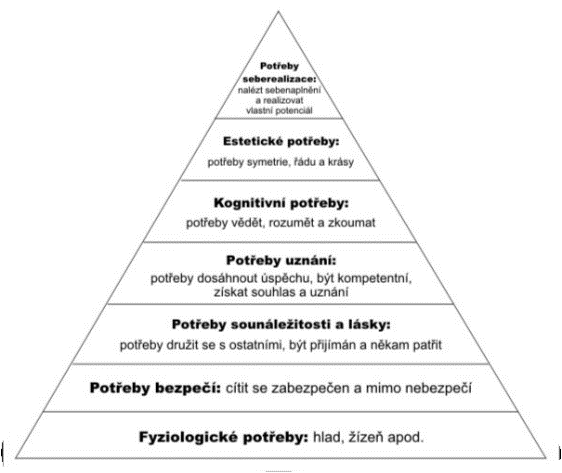 Potřeby
seberealizace:
nalézt sebenaplnění
a realizovat
vlastní potenciál
Estetické potřeby:
potřeby symetrie, řádu a krásy
Kognitivní potřeby:
potřeby vědět, rozumět a zkoumat
Potřeby uznání:
potřeby dosáhnout úspěchu, být kompetentní,
získat souhlas a uznání
Potřeby sounáležitosti a lásky:
potřeby družit se s ostatními, být přijímán a někam patřit
Potřeby bezpečí: cítit se zabezpečen a mimo nebezpečí
Fyziologické potřeby: hlad, žízeň apod.